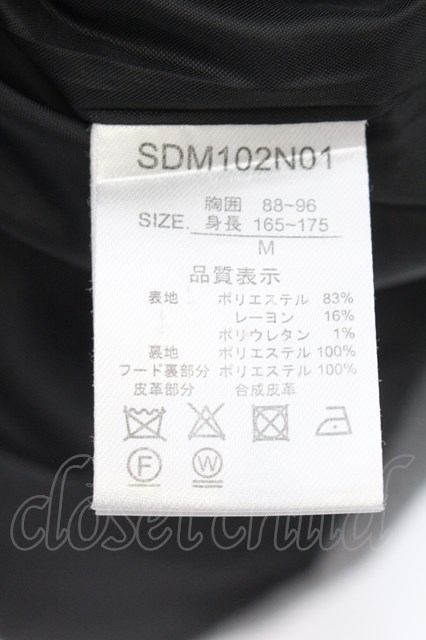 SDM102N01
胸囲 88~96
SIZE. 身長 165~175
M
品質表示
表地 ポリエステル 83%
レーヨン 16%
ポリウレタン 1%
裏地 ポリエステル 100%
フード裏部分 ポリエステル 100%
皮革部分 合成皮革
F W
closet child